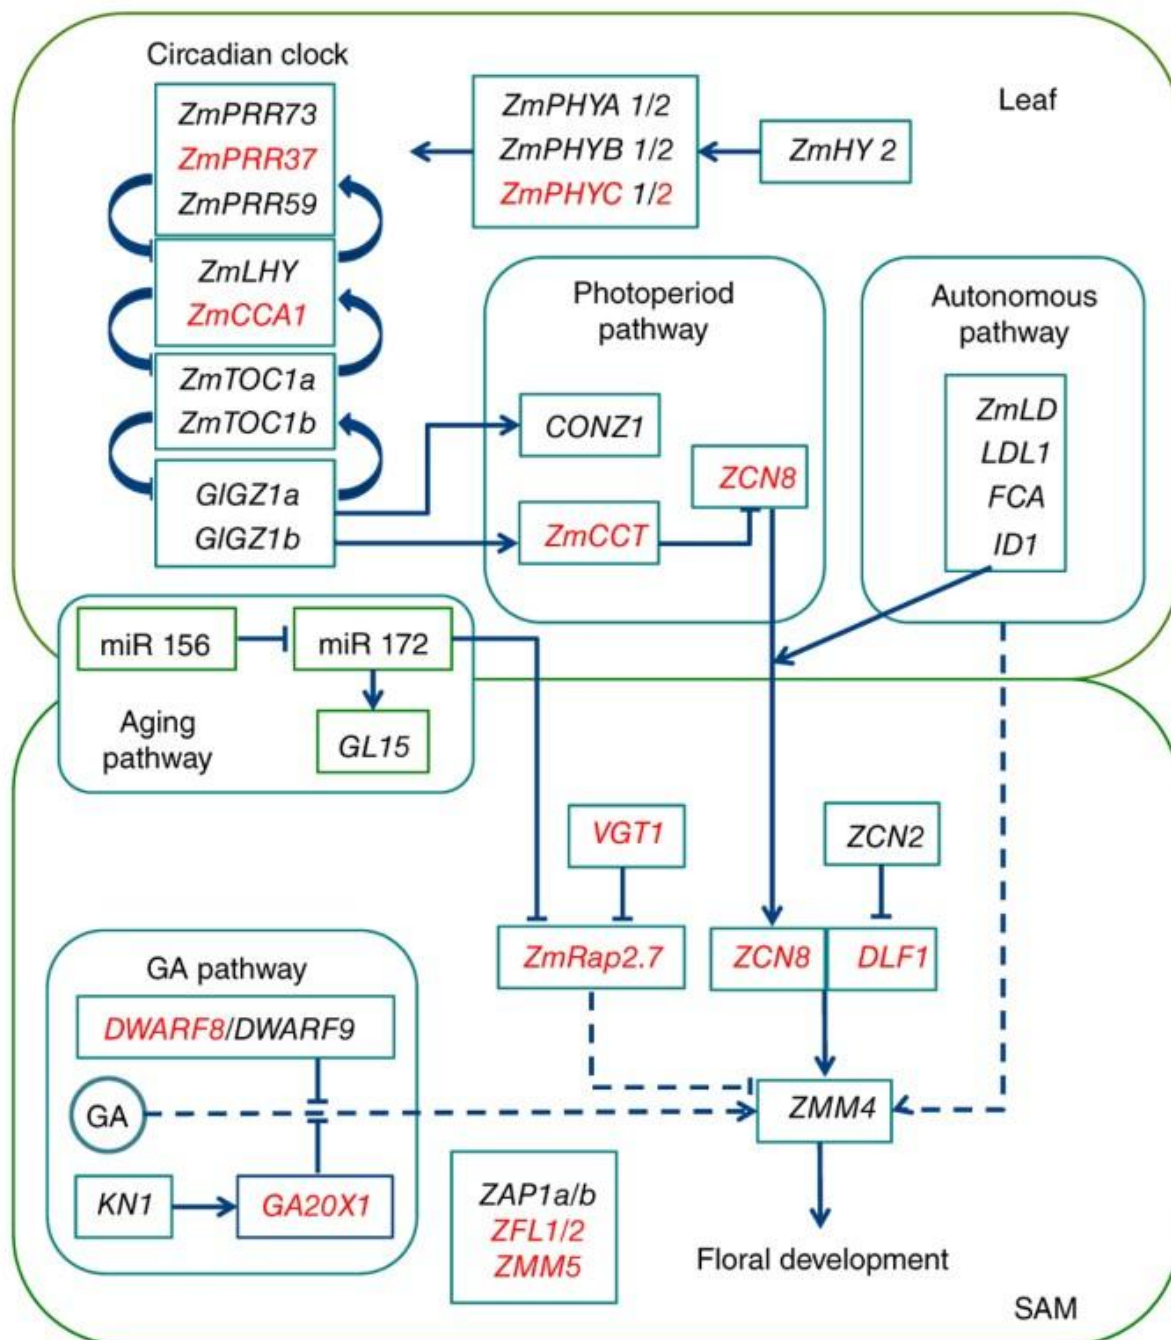 Circadian clock
ZmPRR73
ZmPRR37
ZmPRR59
ZmLHY
ZmCCA1
ZmTOC1a
ZmTOC1b
GIGZ1a
GIGZ1b
ZmPHYA 1/2
ZmPHYB 1/2
ZmPHYC 1/2
ZmHY 2
Leaf
Photoperiod
pathway
CONZ1
ZmCCT
ZCN8
Autonomous
pathway
ZmLD
LDL1
FCA
ID1
miR 156
miR 172
GL15
Aging
pathway
VGT1
ZCN2
ZmRap2.7
ZCN8
DLF1
GA pathway
DWARF8/DWARF9
GA
KN1
GA20X1
ZMM4
ZAP1a/b
ZFL1/2
ZMM5
Floral development
SAM